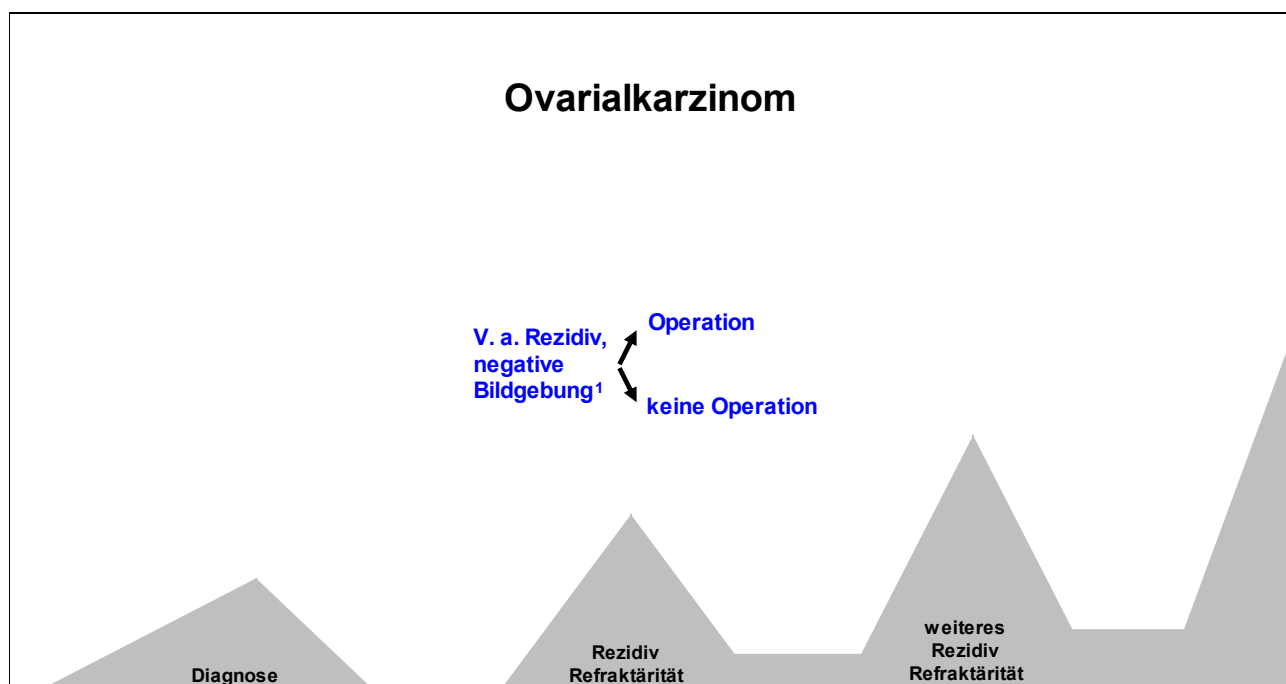 Ovarialkarzinom
V. a. Rezidiv,
negative
Bildgebung¹
Operation
keine Operation
Diagnose
Rezidiv
Refraktärität
weiteres
Rezidiv
Refraktärität